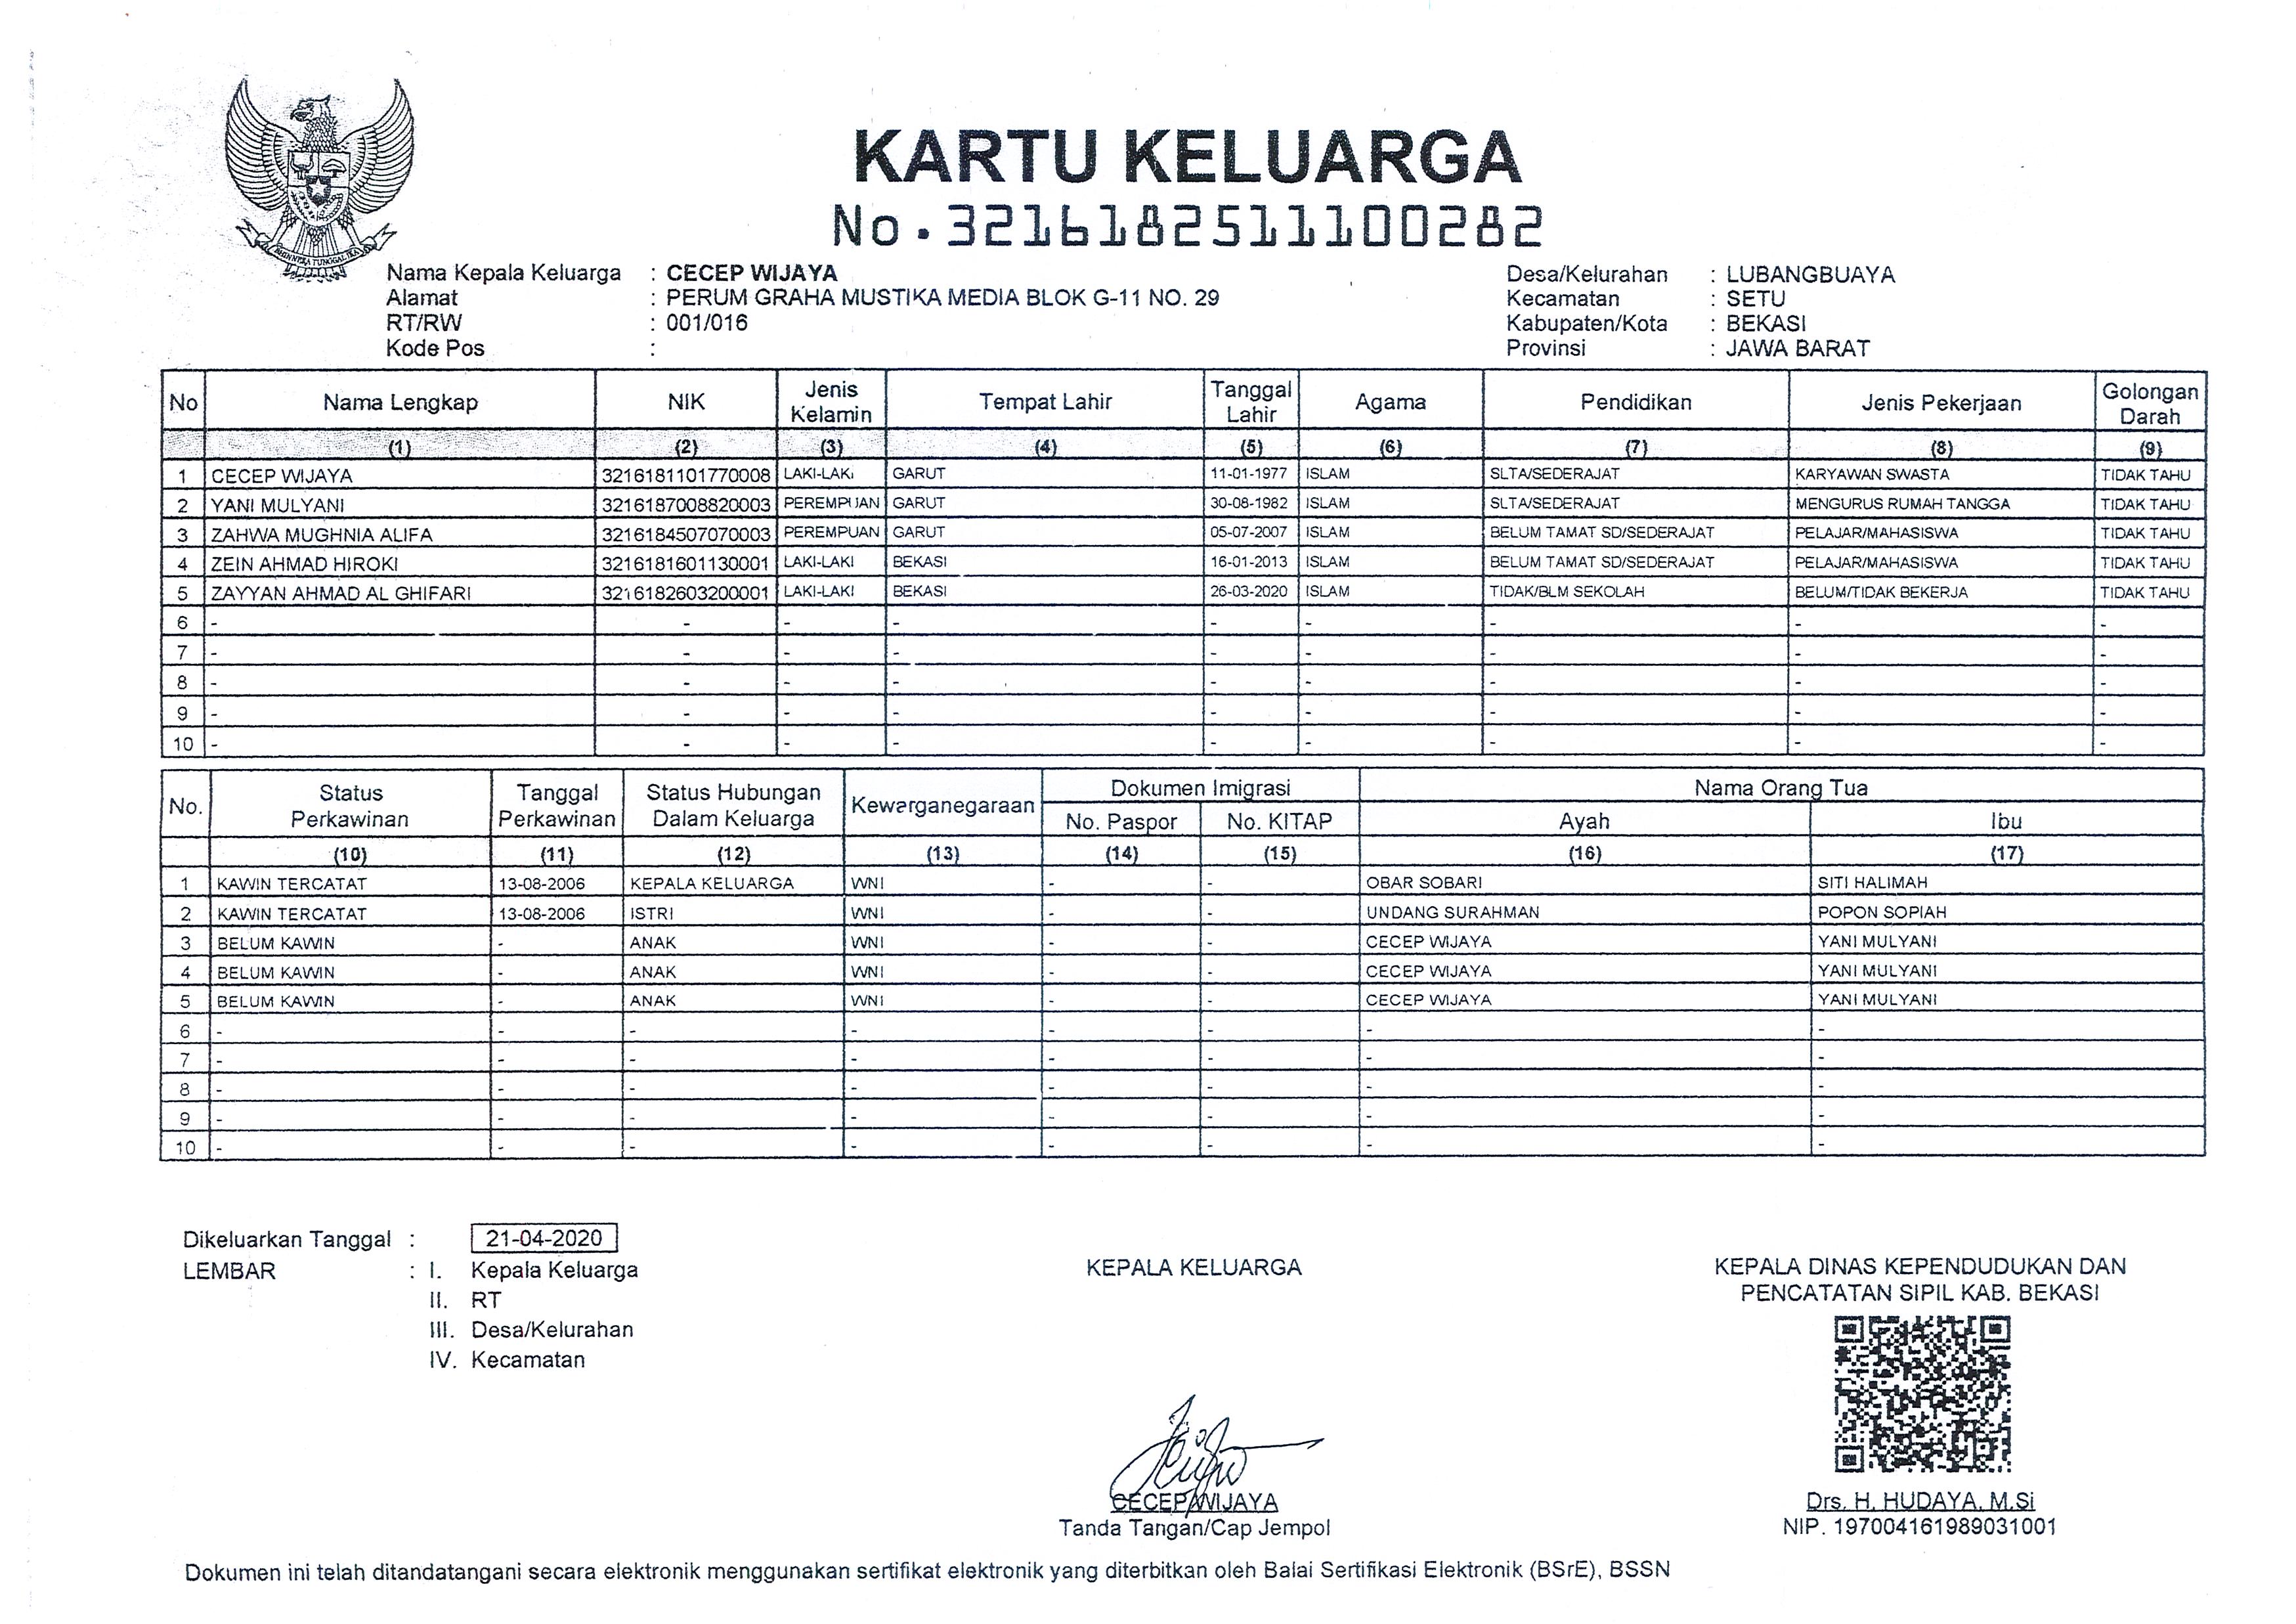 KARTU KELUARGA
No. 3216182511100282
Nama Kepala Keluarga : CECEP WIJAYA
Alamat : PERUM GRAHA MUSTIKA MEDIA BLOK G-11 NO. 29
RT/RW : 001/016
Kode Pos :
Desa/Kelurahan : LUBANGBUAYA
Kecamatan : SETU
Kabupaten/Kota : BEKASI
Provinsi : JAWA BARAT
No Nama Lengkap NIK Jenis Kelamin Tempat Lahir Tanggal Lahir Agama Pendidikan Jenis Pekerjaan Golongan Darah
(1) (2) (3) (4) (5) (6) (7) (8) (9)
1 CECEP WIJAYA 3216181101770008 LAKI-LAKI GARUT 11-01-1977 ISLAM SLTA/SEDERAJAT KARYAWAN SWASTA TIDAK TAHU
2 YANI MULYANI 3216187008820003 PEREMPUAN GARUT 30-08-1982 ISLAM SLTA/SEDERAJAT MENGURUS RUMAH TANGGA TIDAK TAHU
3 ZAHWA MUGHNIA ALIFA 3216184507070003 PEREMPUAN GARUT 05-07-2007 ISLAM BELUM TAMAT SD/SEDERAJAT PELAJAR/MAHASISWA TIDAK TAHU
4 ZEIN AHMAD HIROKI 3216181601130001 LAKI-LAKI BEKASI 16-01-2013 ISLAM BELUM TAMAT SD/SEDERAJAT PELAJAR/MAHASISWA TIDAK TAHU
5 ZAYYAN AHMAD AL GHIFARI 3216182603200001 LAKI-LAKI BEKASI 26-03-2020 ISLAM TIDAK/BLM SEKOLAH BELUM/TIDAK BEKERJA TIDAK TAHU
6 - - - - - - - - -
7 - - - - - - - - -
8 - - - - - - - - -
9 - - - - - - - - -
10 - - - - - - - - -
No. Status Perkawinan Tanggal Perkawinan Status Hubungan Dalam Keluarga Kewarganegaraan Dokumen Imigrasi Nama Orang Tua
No. Paspor No. KITAP Ayah Ibu
(10) (11) (12) (13) (14) (15) (16) (17)
1 KAWIN TERCATAT 13-08-2006 KEPALA KELUARGA WNI - - OBAR SOBARI SITI HALIMAH
2 KAWIN TERCATAT 13-08-2006 ISTRI WNI - - UNDANG SURAHMAN POPON SOPIAH
3 BELUM KAWIN - ANAK WNI - - CECEP WIJAYA YANI MULYANI
4 BELUM KAWIN - ANAK WNI - - CECEP WIJAYA YANI MULYANI
5 BELUM KAWIN - ANAK WNI - - CECEP WIJAYA YANI MULYANI
6 - - - - - - - -
7 - - - - - - - -
8 - - - - - - - -
9 - - - - - - - -
10 - - - - - - - -
Dikeluarkan Tanggal : 21-04-2020
LEMBAR : I. Kepala Keluarga
II. RT
III. Desa/Kelurahan
IV. Kecamatan
KEPALA KELUARGA
CECEP WIJAYA
Tanda Tangan/Cap Jempol
KEPALA DINAS KEPENDUDUKAN DAN
PENCATATAN SIPIL KAB. BEKASI
Drs. H. HUDAYA, M.Si
NIP. 197004161989031001
Dokumen ini telah ditandatangani secara elektronik menggunakan sertifikat elektronik yang diterbitkan oleh Balai Sertifikasi Elektronik (BSrE), BSSN